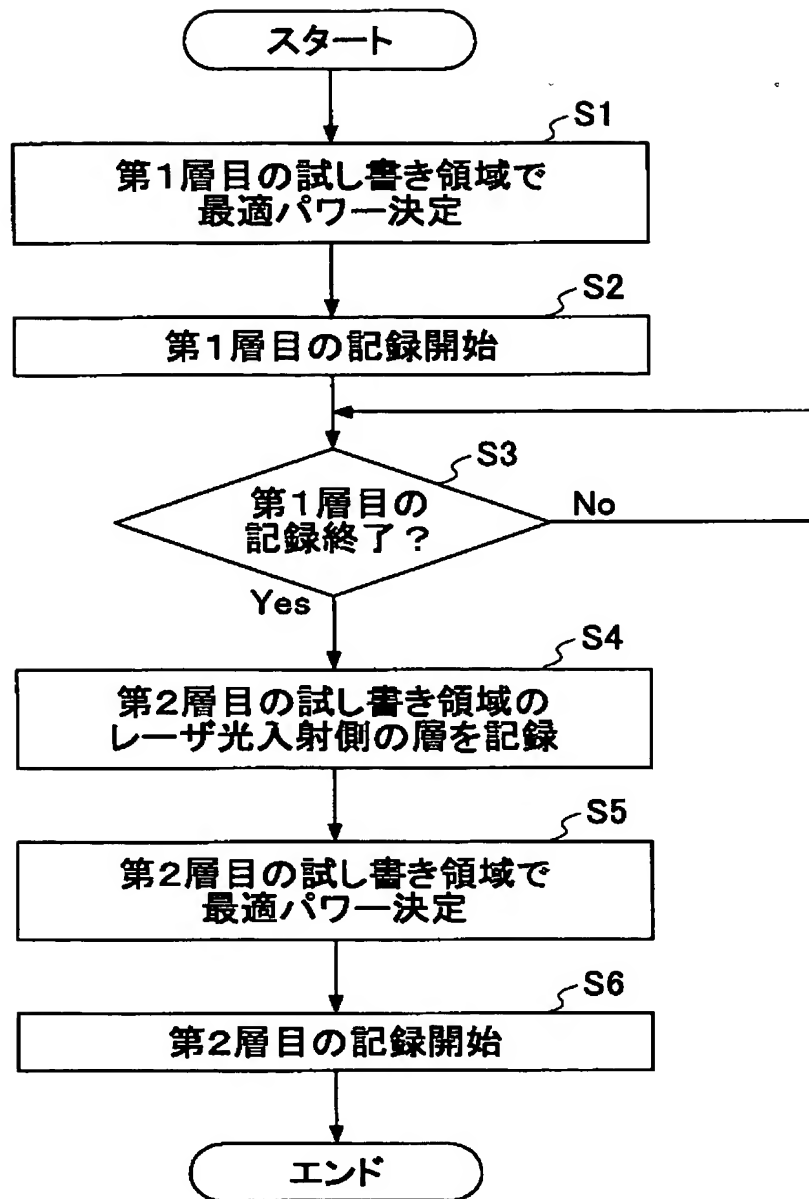 スタート
S1
第1層目の試し書き領域で
最適パワー決定
S2
第1層目の記録開始
S3
第1層目の
記録終了？
No
Yes
S4
第2層目の試し書き領域の
レーザ光入射側の層を記録
S5
第2層目の試し書き領域で
最適パワー決定
S6
第2層目の記録開始
エンド